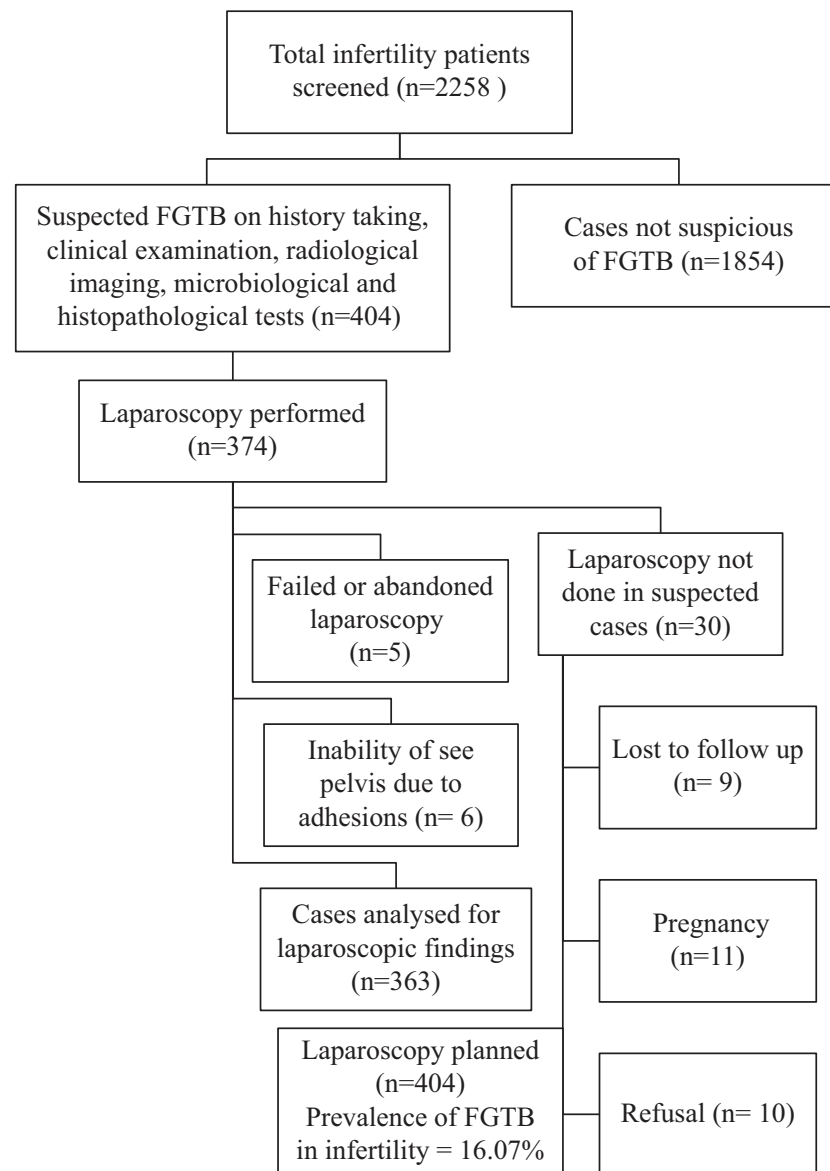 Total infertility patients
screened (n=2258 )
Suspected FGTB on history taking,
clinical examination, radiological
imaging, microbiological and
histopathological tests (n=404)
Cases not suspicious
of FGTB (n=1854)
Laparoscopy performed
(n=374)
Failed or abandoned
laparoscopy
(n=5)
Laparoscopy not
done in suspected
cases (n=30)
Inability of see
pelvis due to
adhesions (n= 6)
Lost to follow up
(n= 9)
Cases analysed for
laparoscopic findings
(n=363)
Pregnancy
(n=11)
Laparoscopy planned
(n=404)
Prevalence of FGTB
in infertility = 16.07%
Refusal (n= 10)